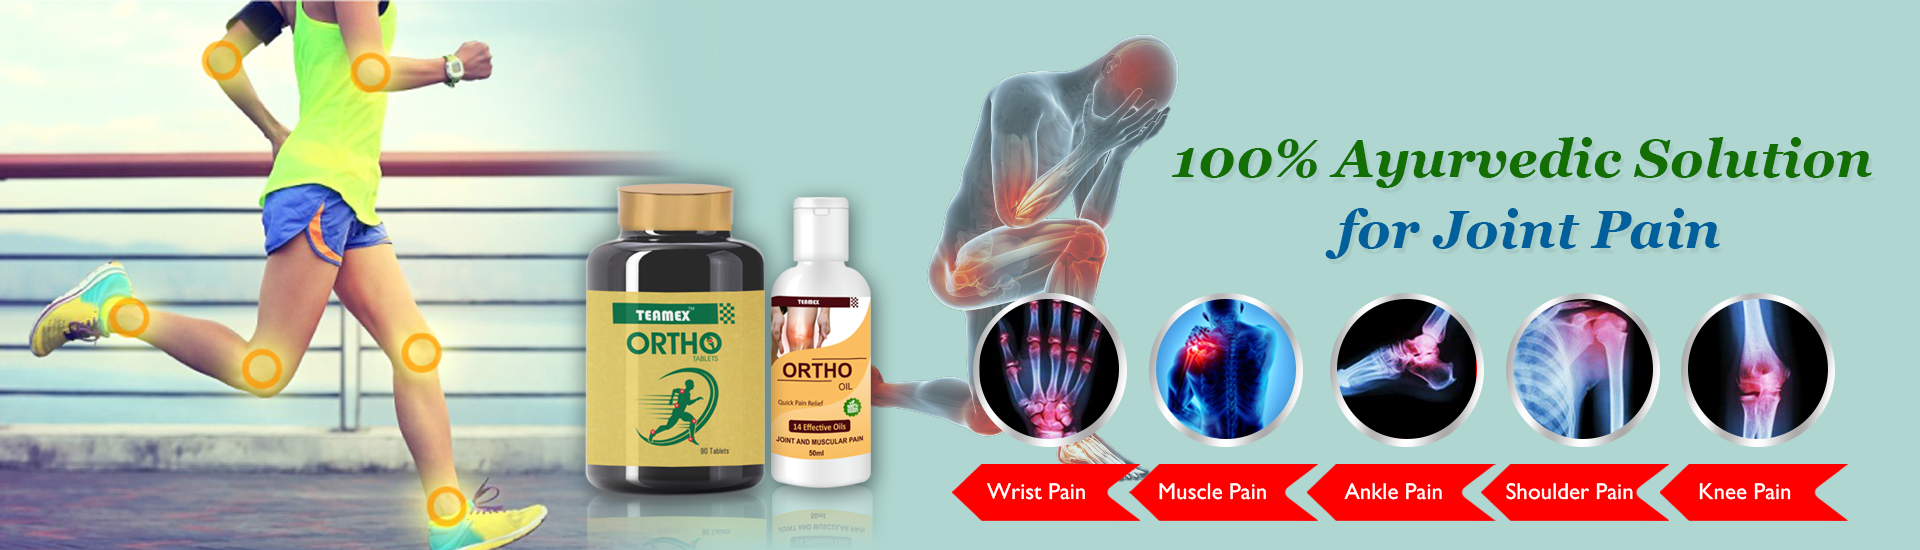 100% Ayurvedic Solution
for Joint Pain
TEAMEX™
ORTHO
TABLETS
90 Tablets
TEAMEX
ORTHO
OIL
Quick Pain Relief
14 Effective Oils
JOINT AND MUSCULAR PAIN
50ml
Wrist Pain
Muscle Pain
Ankle Pain
Shoulder Pain
Knee Pain